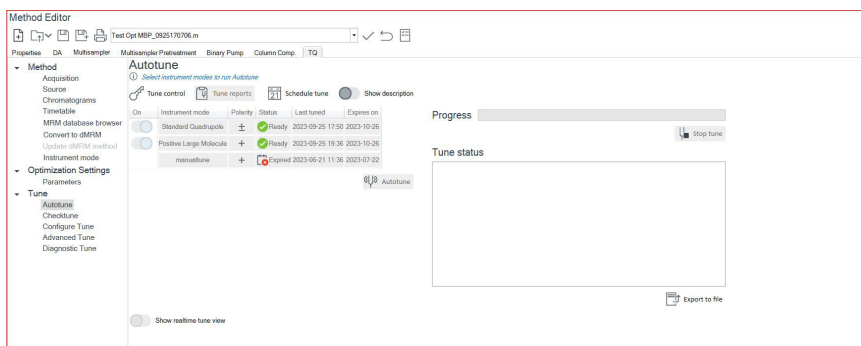 Method Editor
Test Opt MBP_0925170706.m
Properties DA Multisampler Multisampler Pretreatment Binary Pump Column Comp. TQ
Method
Acquisition
Source
Chromatograms
Timetable
MRM database browser
Convert to dMRM
Update dMRM method
Instrument mode
Optimization Settings
Parameters
Tune
Autotune
Checktune
Configure Tune
Advanced Tune
Diagnostic Tune
Autotune
Select instrument modes to run Autotune
Tune control Tune reports 21 Schedule tune Show description
On Instrument mode Polarity Status Last tuned Expires on
Standard Quadrupole ± Ready 2023-09-25 17:50 2023-10-26
Positive Large Molecule + Ready 2023-09-25 19:36 2023-10-26
manualtune + Expired 2023-06-21 11:36 2023-07-22
Autotune
Show realtime tune view
Progress
Stop tune
Tune status
Export to file